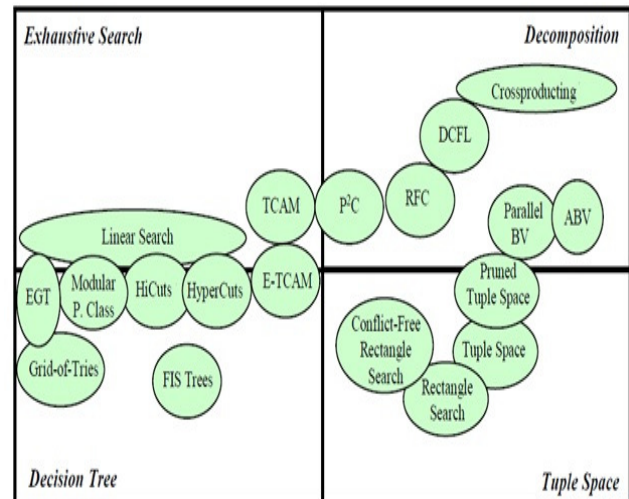 Exhaustive Search
Decomposition
Crossproducting
DCFL
TCAM
P²C
RFC
Parallel
BV
ABV
Linear Search
EGT
Modular
P. Class
HiCuts
HyperCuts
E-TCAM
Pruned
Tuple Space
Conflict-Free
Rectangle
Search
Tuple Space
Grid-of-Tries
FIS Trees
Rectangle
Search
Decision Tree
Tuple Space